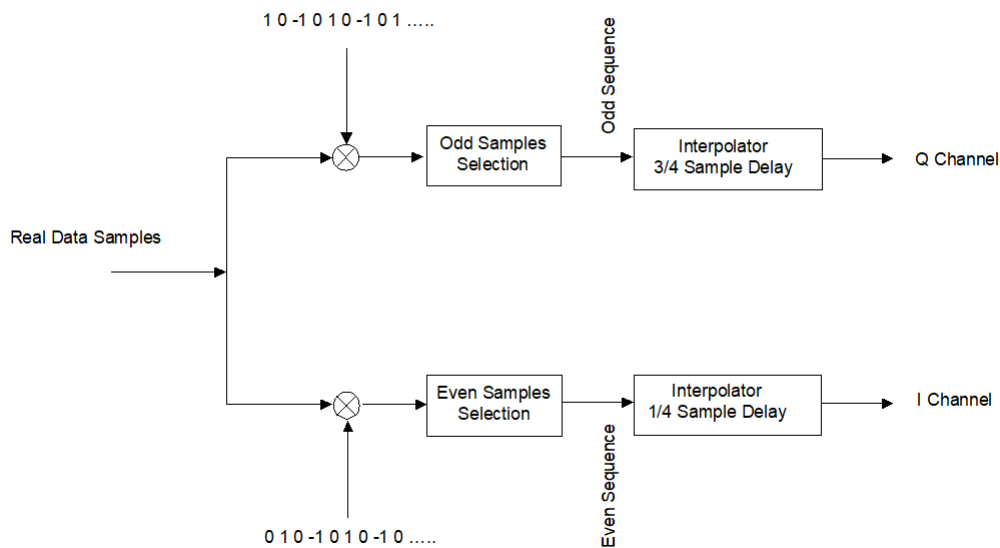 1 0 -1 0 1 0 -1 0 1 .....
Odd Sequence
Odd Samples
Selection
Interpolator
3/4 Sample Delay
Q Channel
Real Data Samples
Even Samples
Selection
Interpolator
1/4 Sample Delay
I Channel
Even Sequence
0 1 0 -1 0 1 0 -1 0 .....